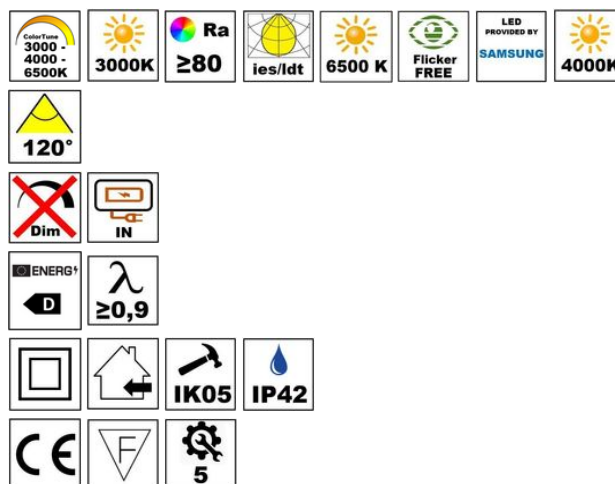 ColorTune
3000 -
4000 -
6500K
3000K
Ra
≥80
ies/ldt
6500 K
Flicker
FREE
LED
PROVIDED BY
SAMSUNG
4000K
120°
Dim
IN
ENERG
D
λ
≥0,9
IK05
IP42
CE
F
5